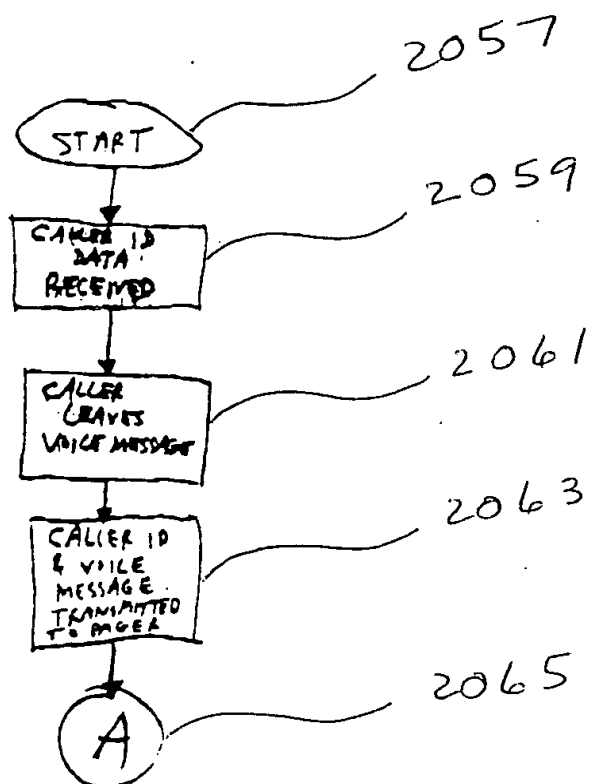 2057
START
2059
CALLER ID
DATA
RECEIVED
2061
CALLER
LEAVES
VOICE MESSAGE
2063
CALLER ID
& VOICE
MESSAGE
TRANSMITTED
TO PAGER
2065
A